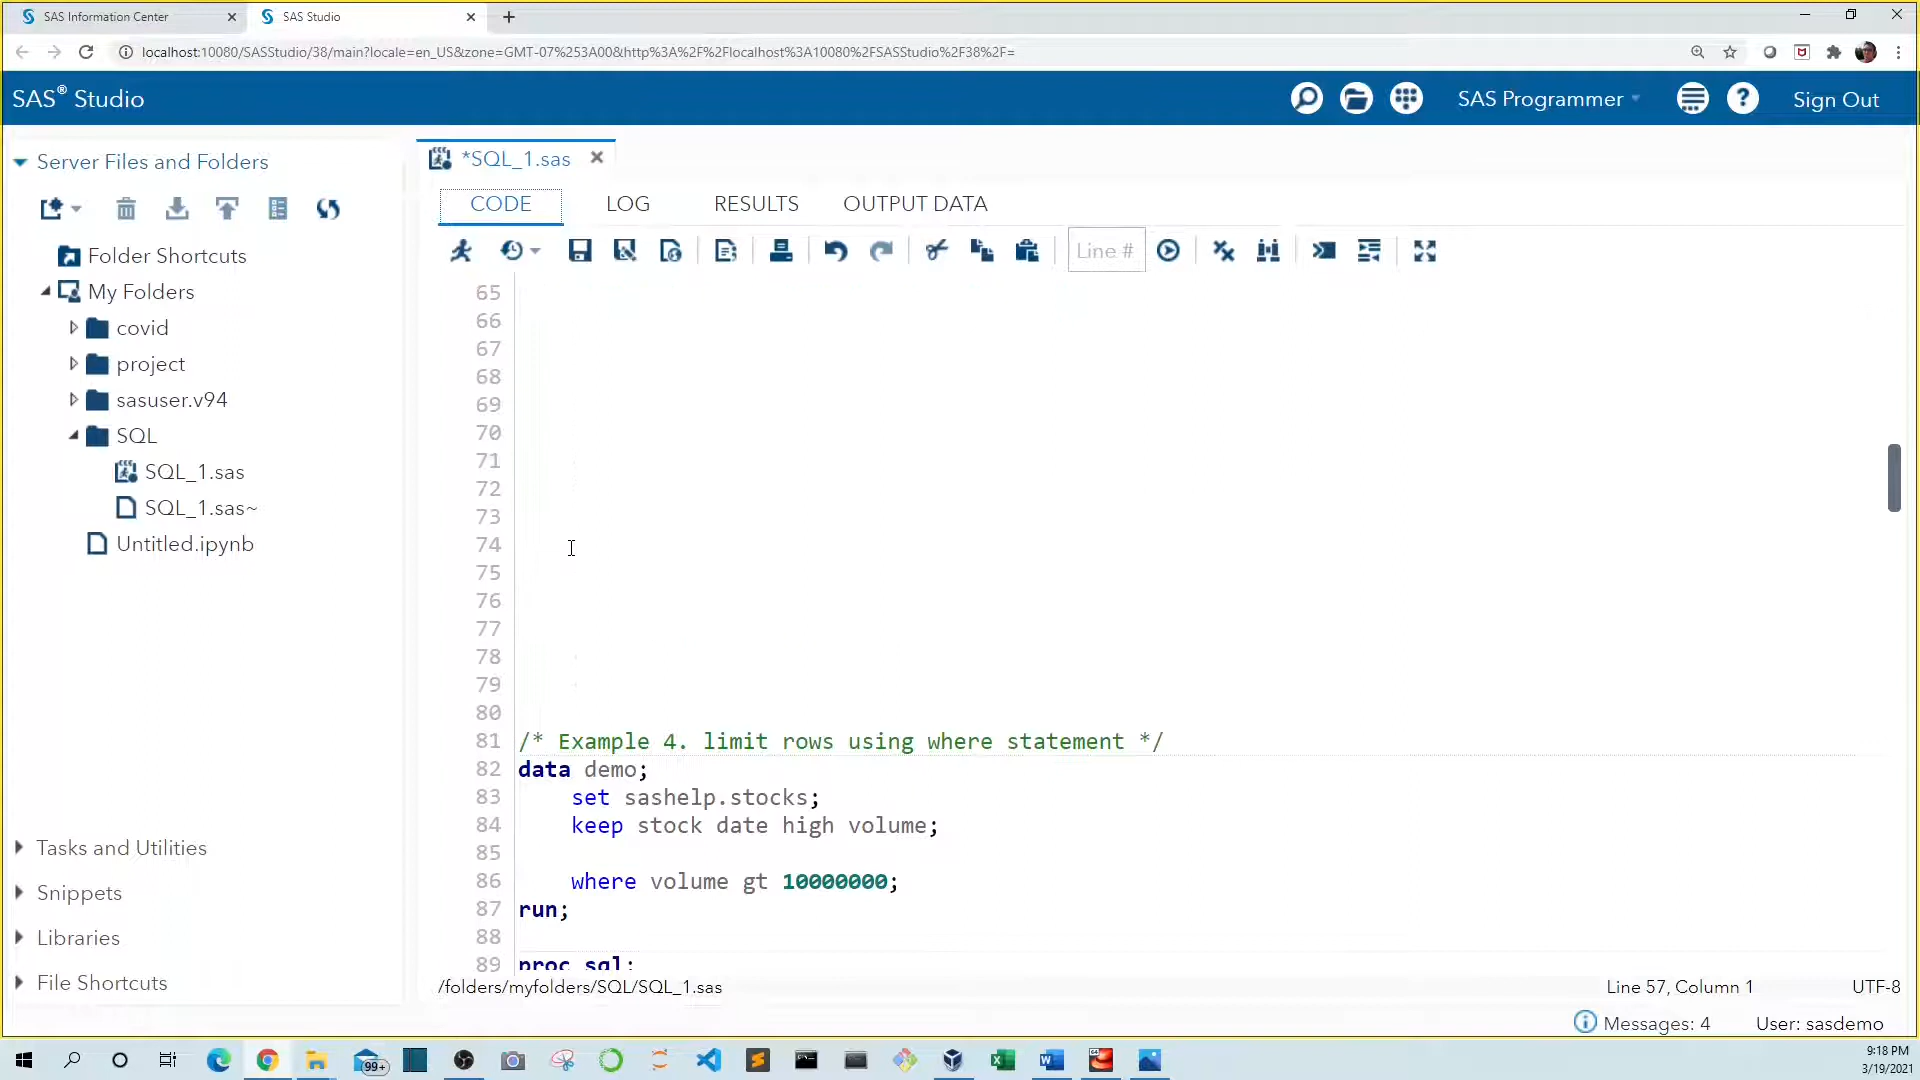 SAS Information Center
SAS Studio
localhost:10080/SASStudio/38/main?locale=en_US&zone=GMT-07%253A00&http%3A%2F%2Flocalhost%3A10080%2FSASStudio%2F38%2F=
SAS® Studio
SAS Programmer
Sign Out
Server Files and Folders
Folder Shortcuts
My Folders
covid
project
sasuser.v94
SQL
SQL_1.sas
SQL_1.sas~
Untitled.ipynb
Tasks and Utilities
Snippets
Libraries
File Shortcuts
*SQL_1.sas
CODE LOG RESULTS OUTPUT DATA
Line #
65
66
67
68
69
70
71
72
73
74
75
76
77
78
79
80
81 /* Example 4. limit rows using where statement */
82 data demo;
83 set sashelp.stocks;
84 keep stock date high volume;
85
86 where volume gt 10000000;
87 run;
88
89 proc sql;
/folders/myfolders/SQL/SQL_1.sas
Line 57, Column 1
UTF-8
Messages: 4
User: sasdemo
99+
9:18 PM
3/19/2021